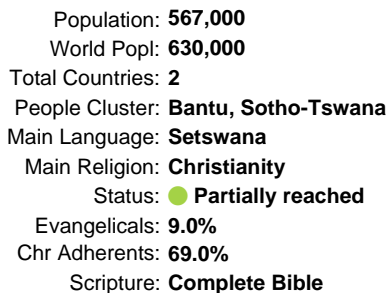 Population: 567,000
World Popl: 630,000
Total Countries: 2
People Cluster: Bantu, Sotho-Tswana
Main Language: Setswana
Main Religion: Christianity
Status: Partially reached
Evangelicals: 9.0%
Chr Adherents: 69.0%
Scripture: Complete Bible